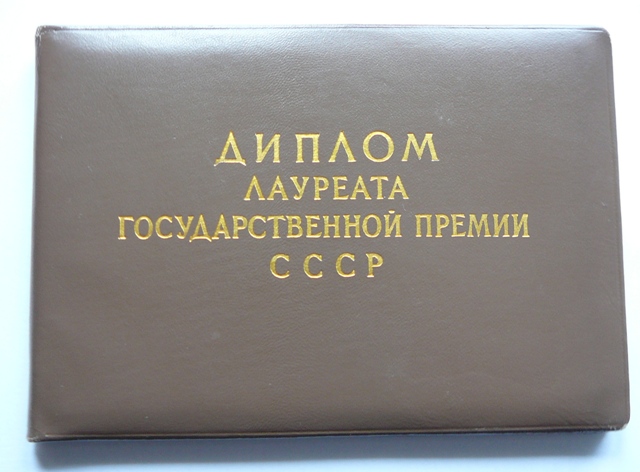 ДИПЛОМ
ЛАУРЕАТА
ГОСУДАРСТВЕННОЙ ПРЕМИИ
СССР